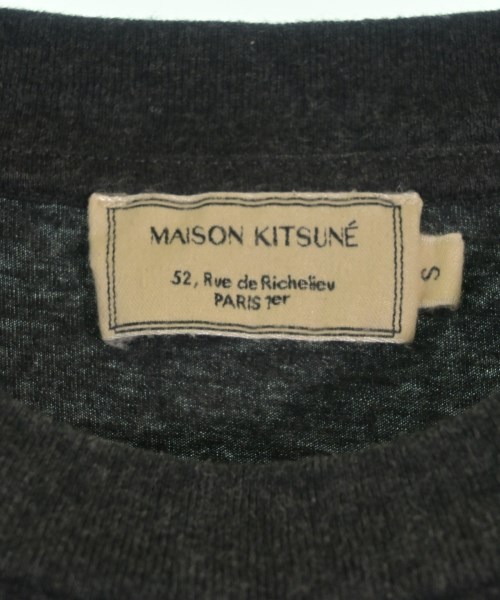 MAISON KITSUNÉ
52, Rue de Richelieu
PARIS 1er
S